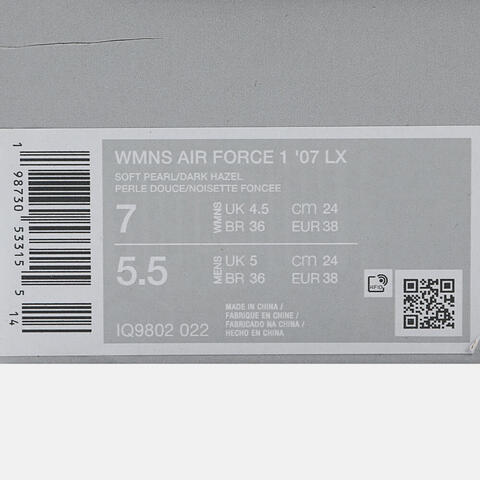 WMNS AIR FORCE 1 '07 LX
SOFT PEARL/DARK HAZEL
PERLE DOUCE/NOISETTE FONCEE
7 WMNS UK 4.5 cm 24
BR 36 EUR 38
5.5 MENS UK 5 cm 24
BR 36 EUR 38
MADE IN CHINA /
FABRIQUE EN CHINE /
FABRICADO NA CHINA /
HECHO EN CHINA
IQ9802 022
1 98730 53315 5 14
RFID